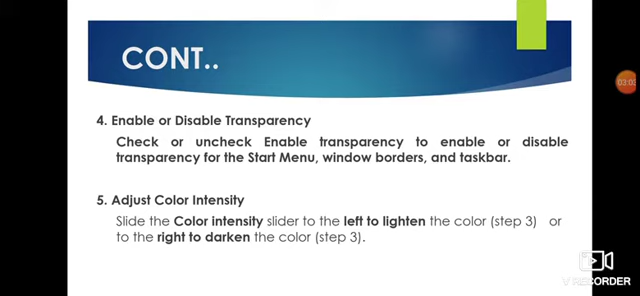 CONT..
03:03
4. Enable or Disable Transparency
Check or uncheck Enable transparency to enable or disable
transparency for the Start Menu, window borders, and taskbar.
5. Adjust Color Intensity
Slide the Color intensity slider to the left to lighten the color (step 3) or
to the right to darken the color (step 3).
V RECORDER